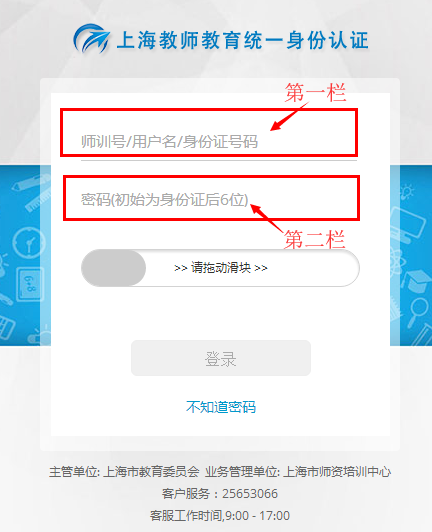 上海教师教育统一身份认证
第一栏
师训号/用户名/身份证号码
密码(初始为身份证后6位)
第二栏
>> 请拖动滑块 >>
登录
不知道密码
主管单位: 上海市教育委员会 业务管理单位: 上海市师资培训中心
客户服务：25653066
客服工作时间,9:00 - 17:00